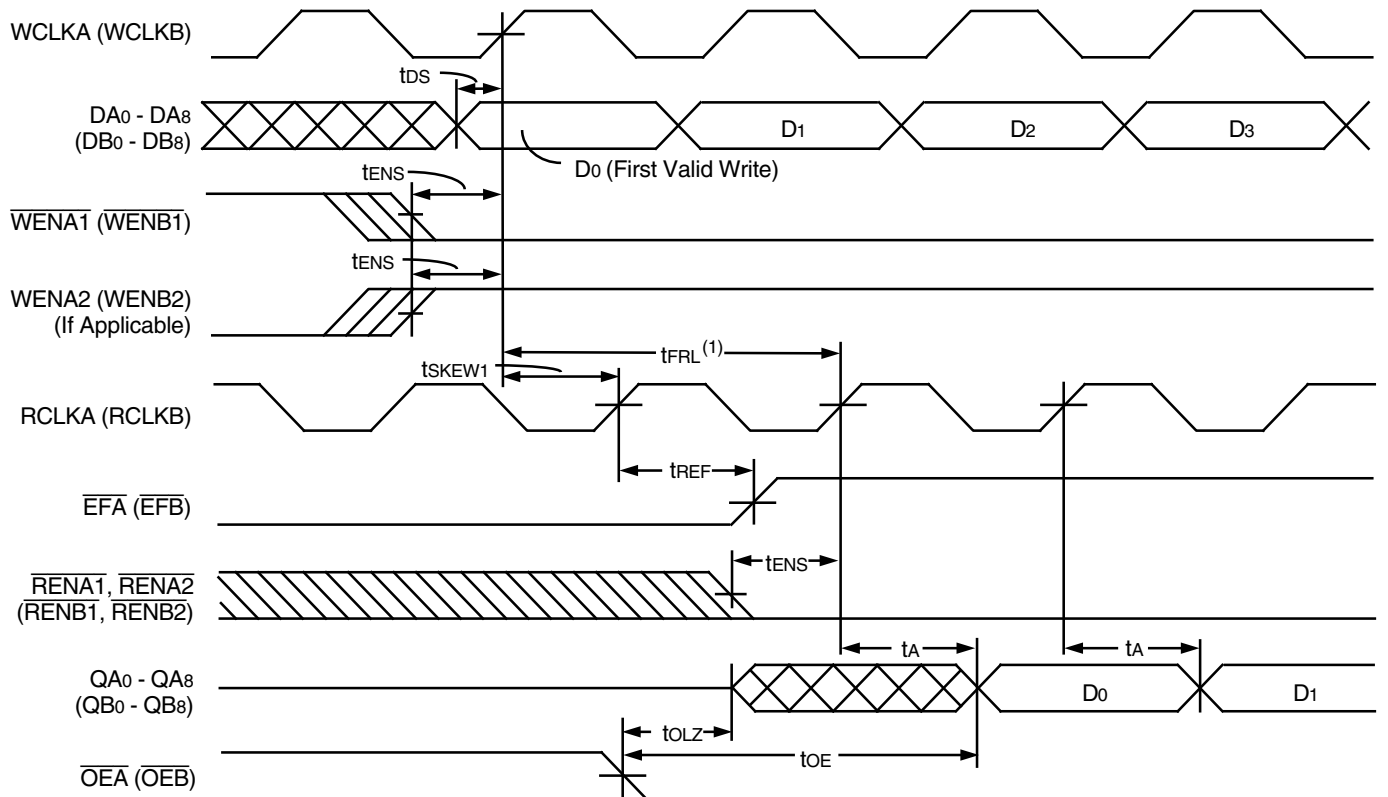 WCLKA (WCLKB)
tDS
DA0 - DA8
(DB0 - DB8)
D1
D2
D3
D0 (First Valid Write)
tENS
WENA1 (WENB1)
tENS
WENA2 (WENB2)
(If Applicable)
tFRL(1)
tSKEW1
RCLKA (RCLKB)
tREF
EFA (EFB)
tENS
RENA1, RENA2
(RENB1, RENB2)
tA
tA
QA0 - QA8
(QB0 - QB8)
D0
D1
tOLZ
tOE
OEA (OEB)